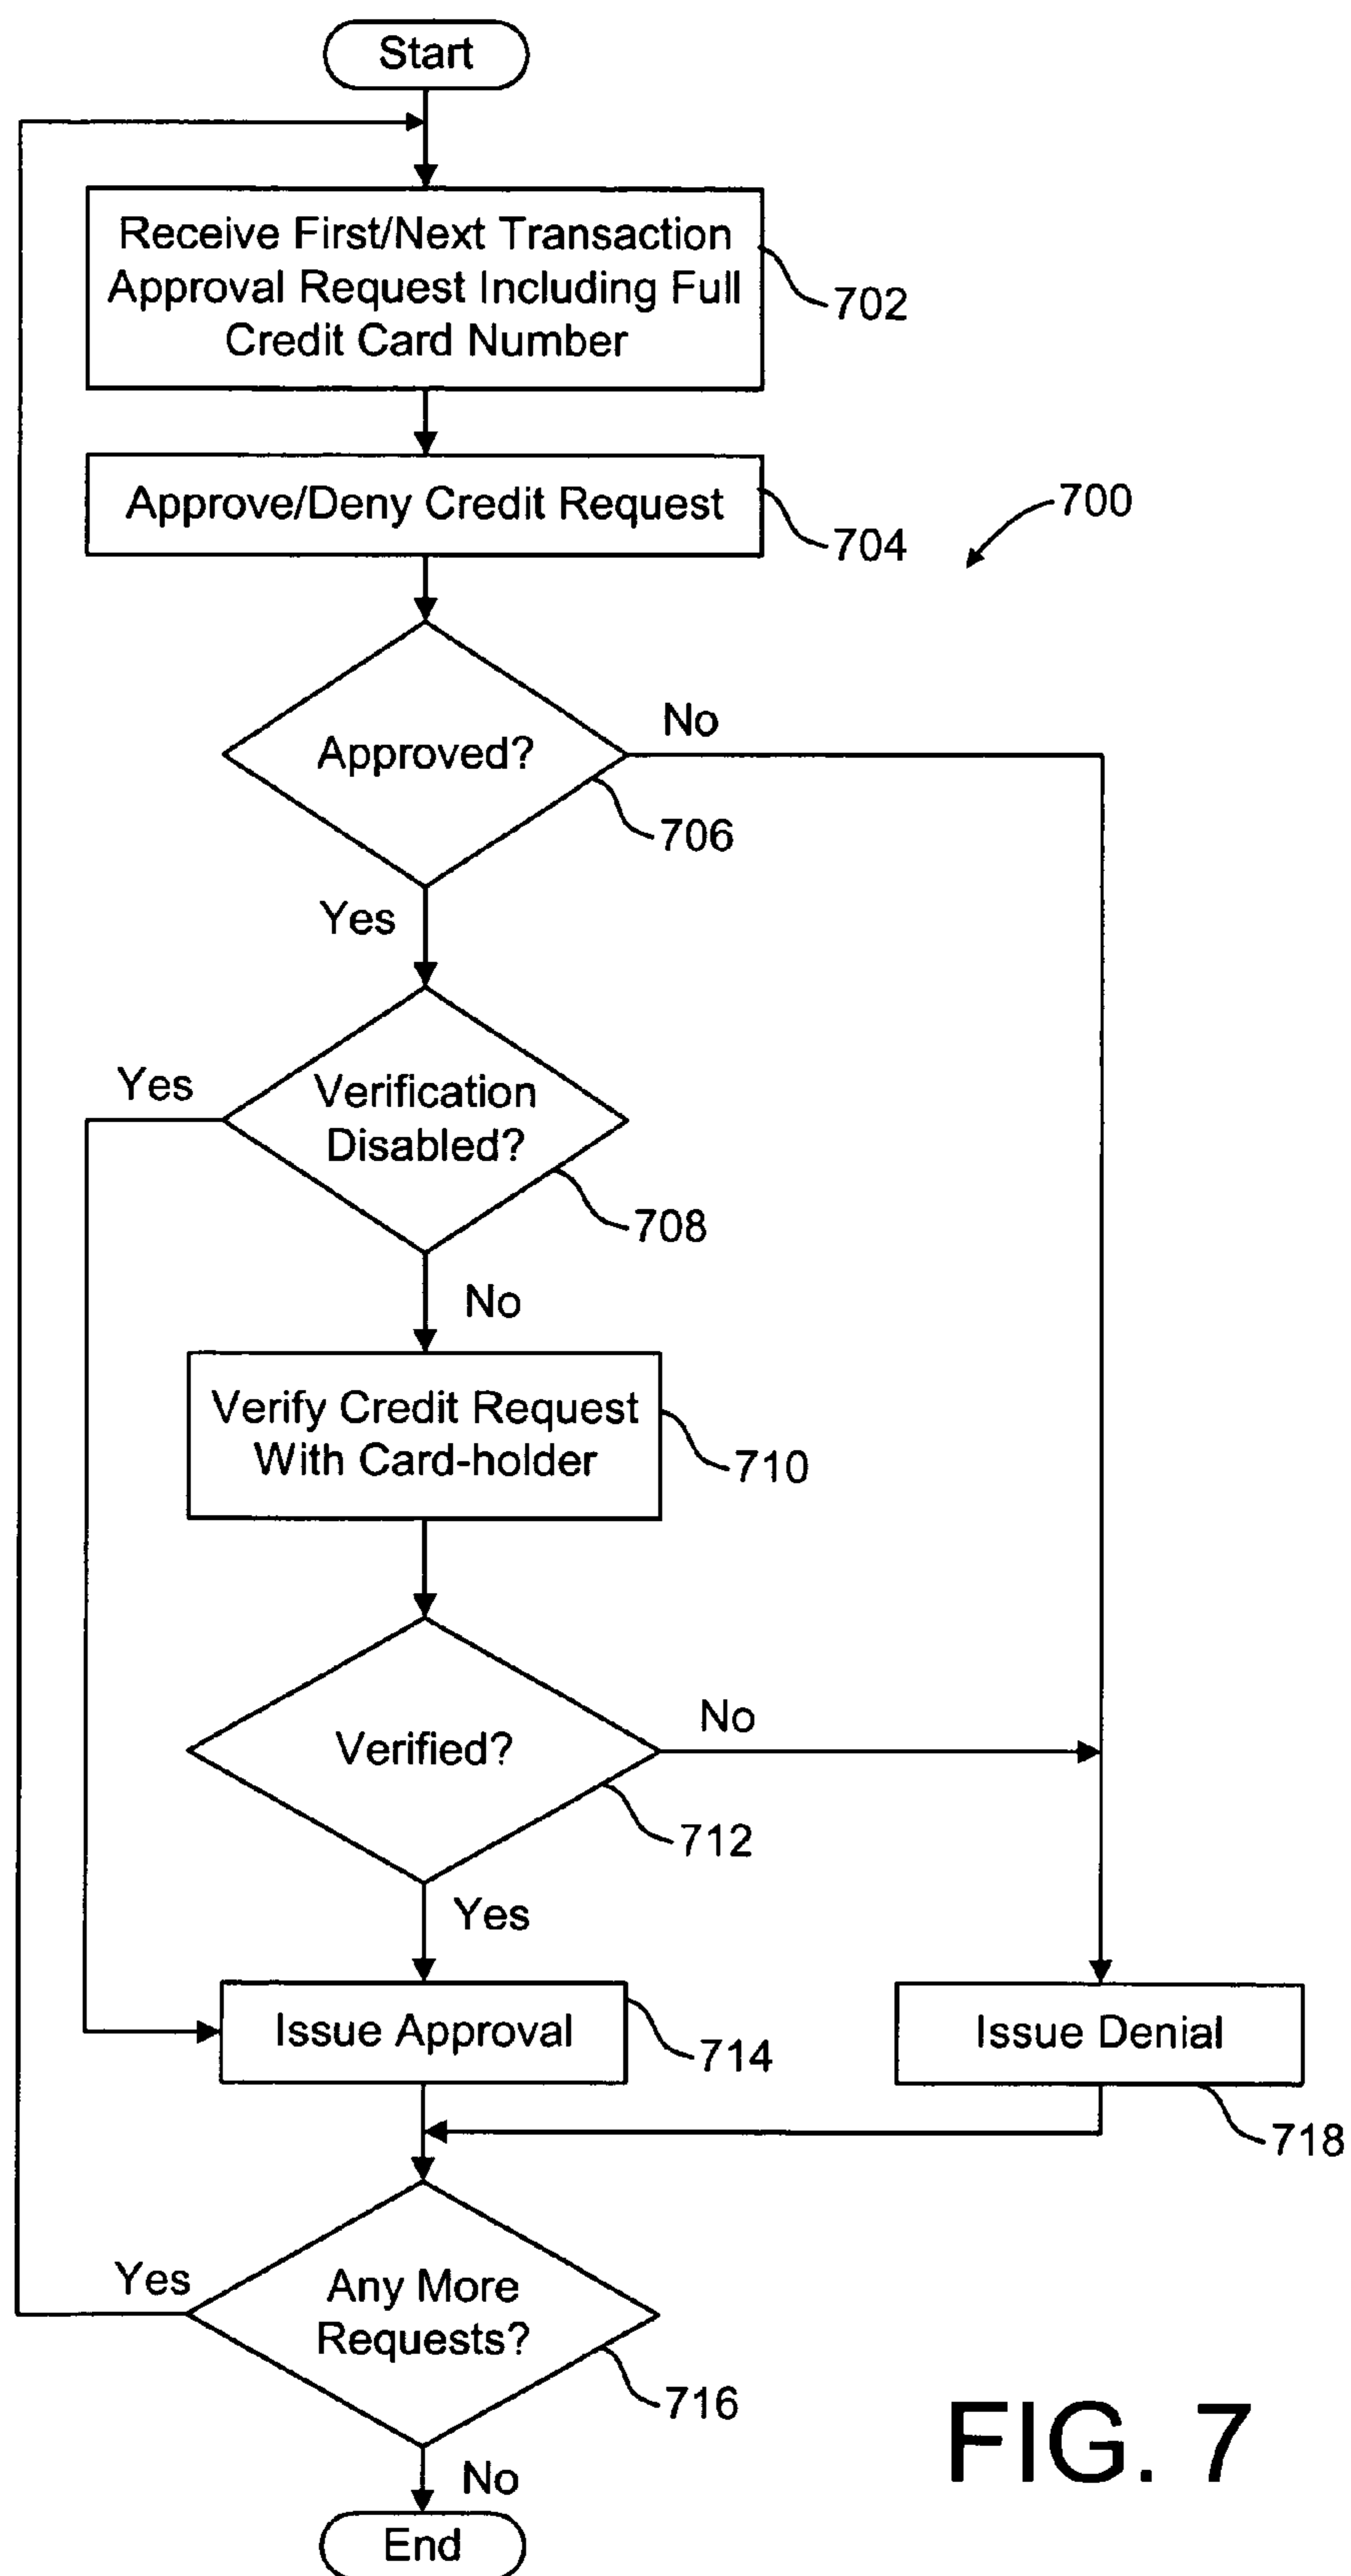 Start
Receive First/Next Transaction
Approval Request Including Full
Credit Card Number
702
Approve/Deny Credit Request
704
700
Approved?
No
706
Yes
Yes
Verification
Disabled?
708
No
Verify Credit Request
With Card-holder
710
Verified?
No
712
Yes
Issue Approval
714
Issue Denial
718
Yes
Any More
Requests?
716
No
End
FIG. 7